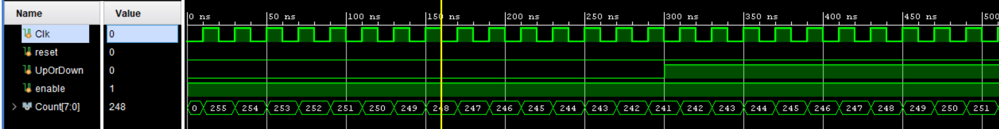 Name Value
0 ns 50 ns 100 ns 150 ns 200 ns 250 ns 300 ns 350 ns 400 ns 450 ns 500
Clk 0
reset 0
UpOrDown 0
enable 1
Count[7:0] 248 0 255 254 253 252 251 250 249 248 247 246 245 244 243 242 241 242 243 244 245 246 247 248 249 250 251